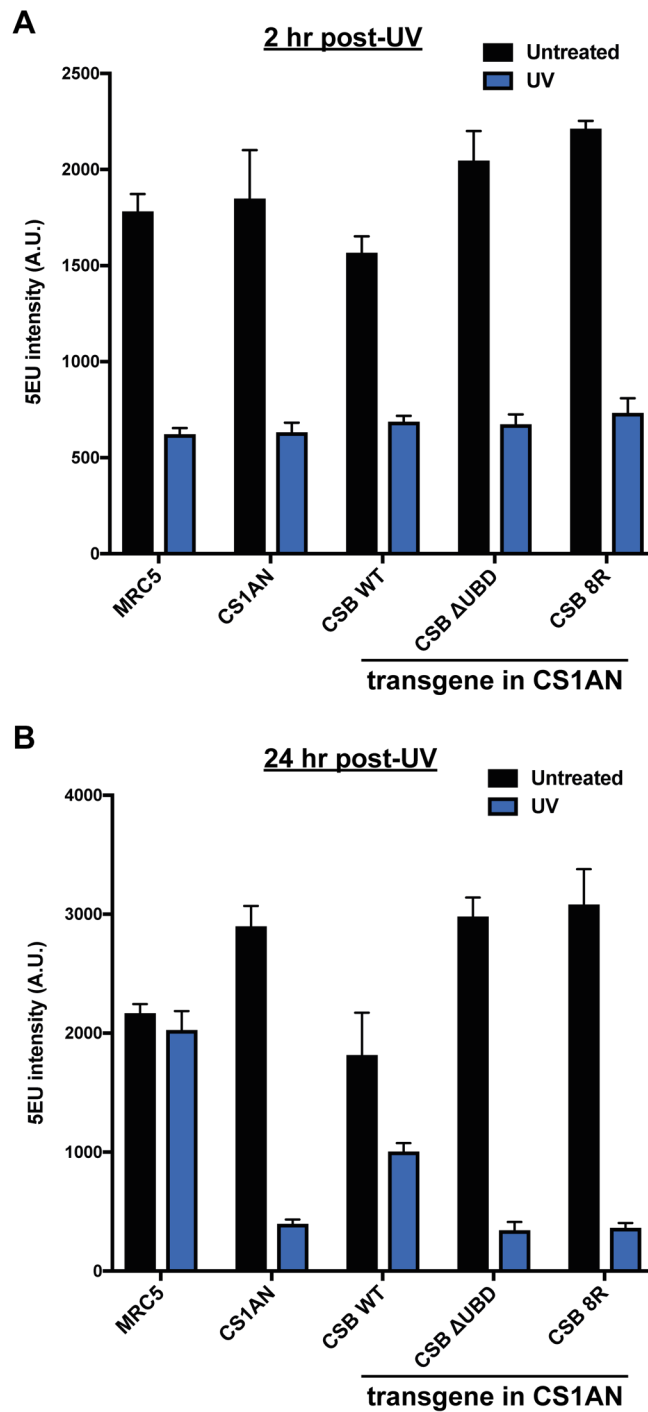 A
2 hr post-UV
Untreated
UV
2500
2000
1500
1000
500
0
5EU intensity (A.U.)
MRC5
CS1AN
CSB WT
CSB ΔUBD
CSB 8R
transgene in CS1AN
B
24 hr post-UV
Untreated
UV
4000
3000
2000
1000
0
5EU intensity (A.U.)
MRC5
CS1AN
CSB WT
CSB ΔUBD
CSB 8R
transgene in CS1AN